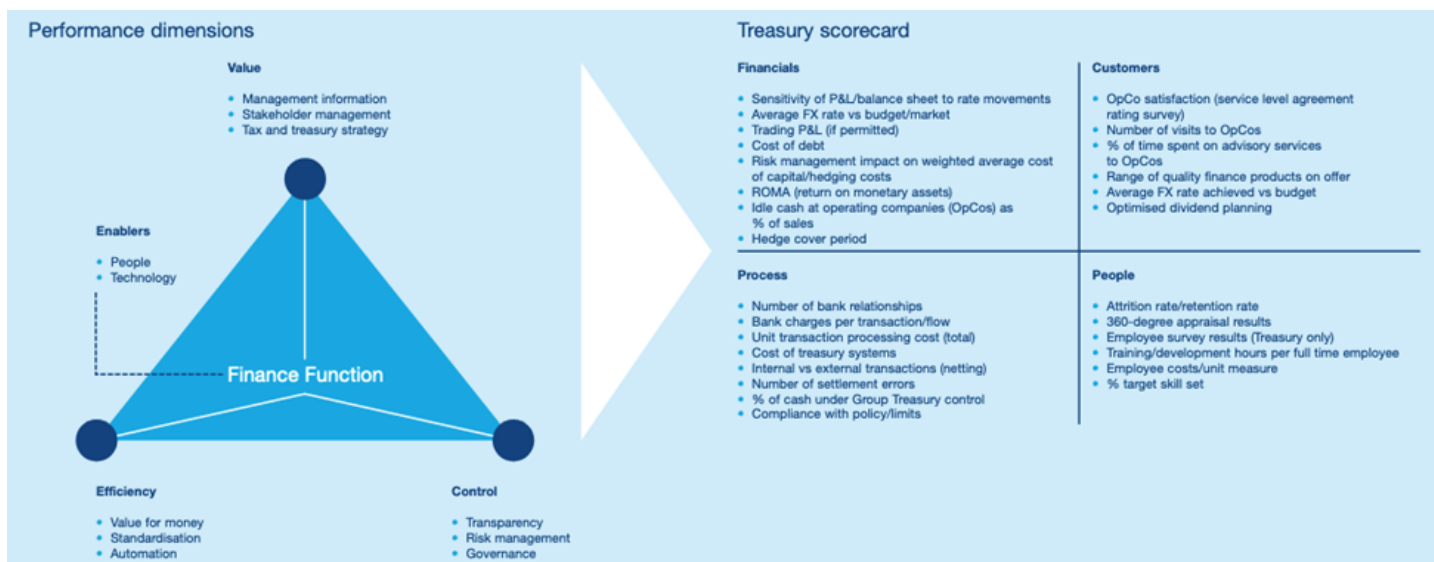 Performance dimensions
Value
• Management information
• Stakeholder management
• Tax and treasury strategy
Enablers
• People
• Technology
Finance Function
Efficiency
• Value for money
• Standardisation
• Automation
Control
• Transparency
• Risk management
• Governance
Treasury scorecard
Financials
• Sensitivity of P&L/balance sheet to rate movements
• Average FX rate vs budget/market
• Trading P&L (if permitted)
• Cost of debt
• Risk management impact on weighted average cost
of capital/hedging costs
• ROMA (return on monetary assets)
• Idle cash at operating companies (OpCos) as
% of sales
• Hedge cover period
Customers
• OpCo satisfaction (service level agreement
rating survey)
• Number of visits to OpCos
• % of time spent on advisory services
to OpCos
• Range of quality finance products on offer
• Average FX rate achieved vs budget
• Optimised dividend planning
Process
• Number of bank relationships
• Bank charges per transaction/flow
• Unit transaction processing cost (total)
• Cost of treasury systems
• Internal vs external transactions (netting)
• Number of settlement errors
• % of cash under Group Treasury control
• Compliance with policy/limits
People
• Attrition rate/retention rate
• 360-degree appraisal results
• Employee survey results (Treasury only)
• Training/development hours per full time employee
• Employee costs/unit measure
• % target skill set